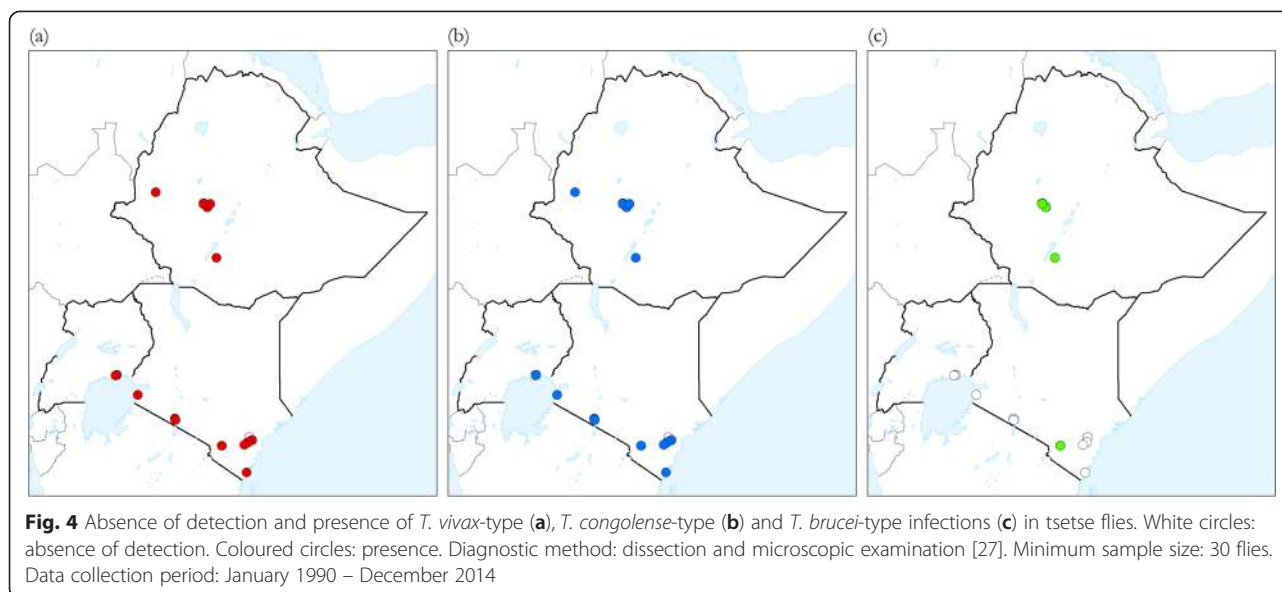 (a)
(b)
(c)
Fig. 4 Absence of detection and presence of T. vivax-type (a), T. congolense-type (b) and T. brucei-type infections (c) in tsetse flies. White circles:
absence of detection. Coloured circles: presence. Diagnostic method: dissection and microscopic examination [27]. Minimum sample size: 30 flies.
Data collection period: January 1990 – December 2014